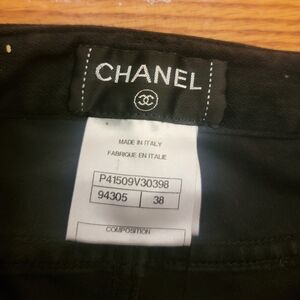 CHANEL
MADE IN ITALY
FABRIQUE EN ITALIE
P41509V30398
94305 38
COMPOSITION